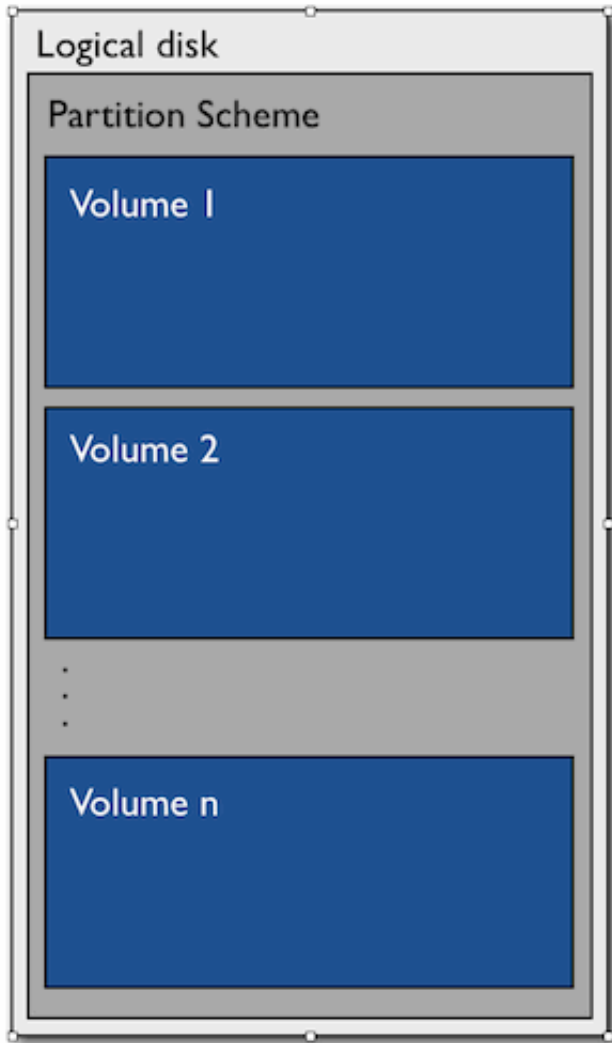 Logical disk
Partition Scheme
Volume 1
Volume 2
.
.
.
Volume n